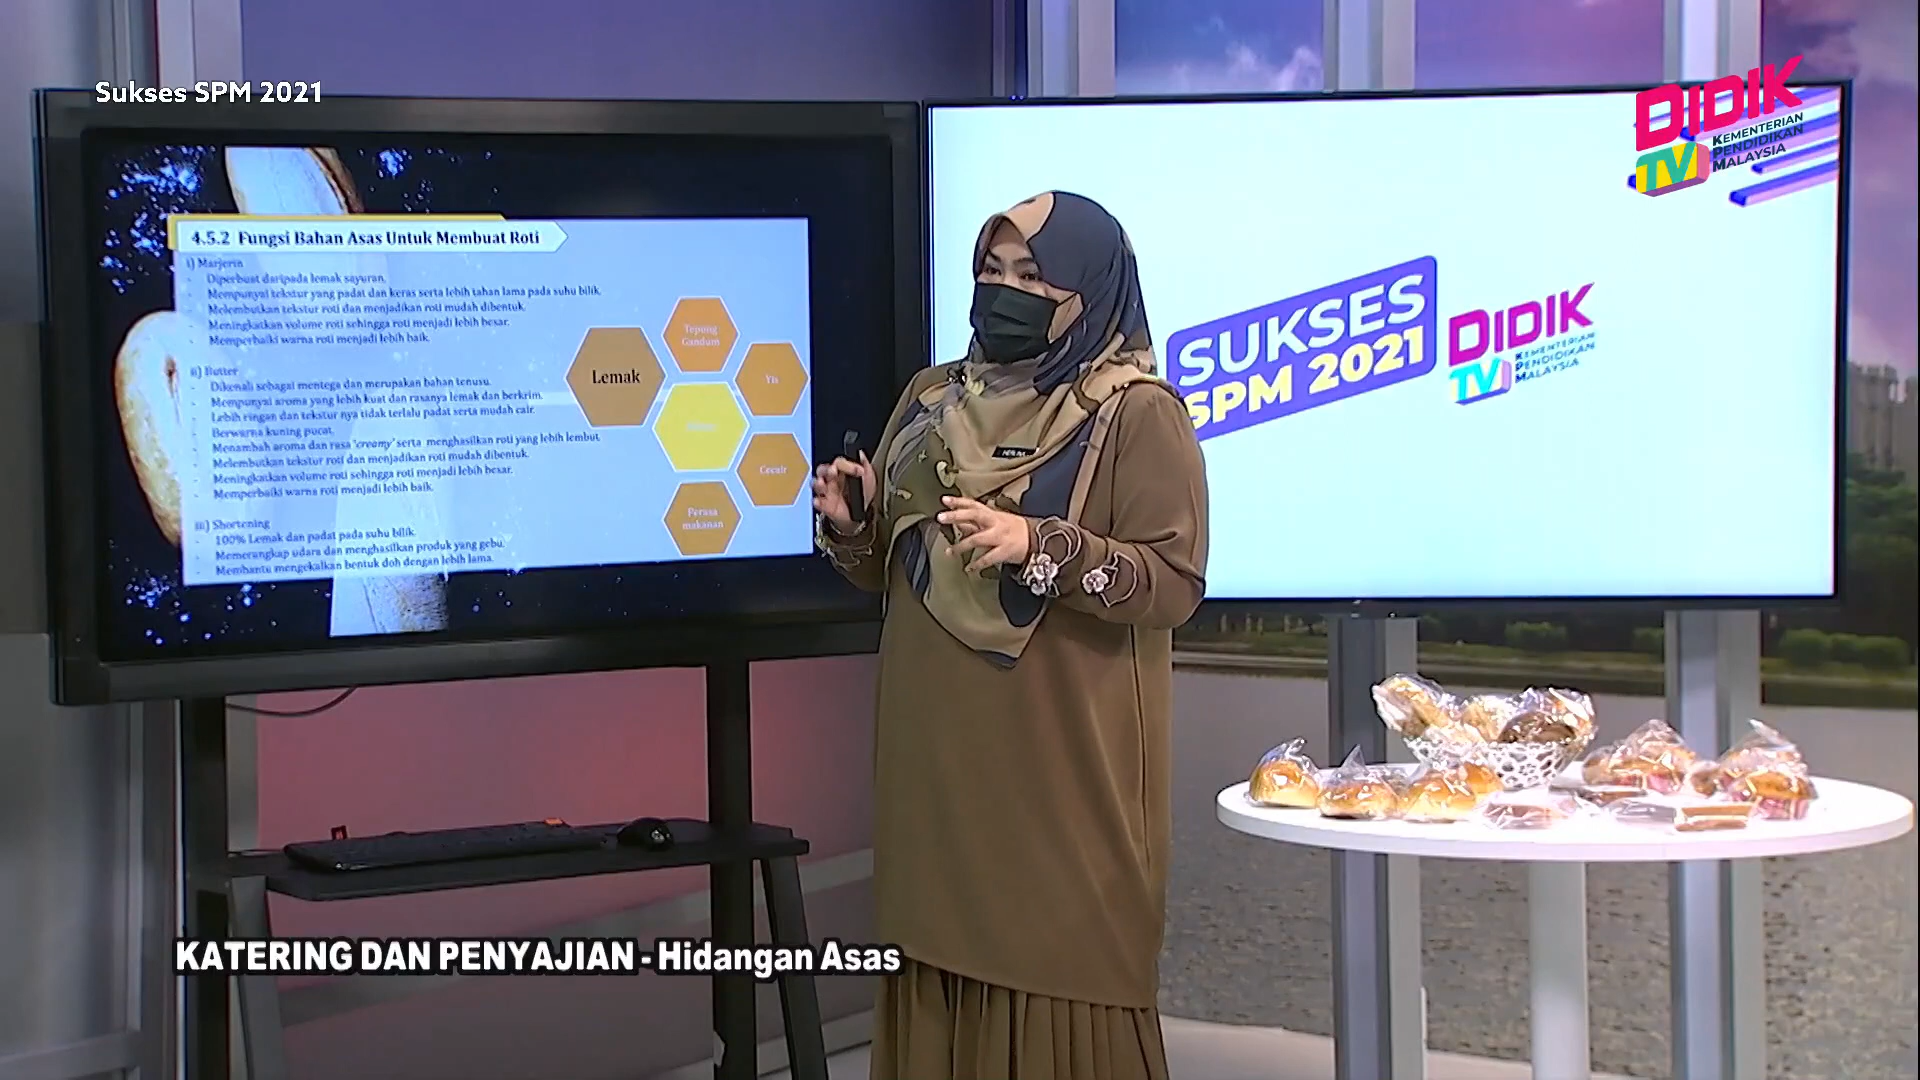 Sukses SPM 2021
DIDIK
TV
KEMENTERIAN
PENDIDIKAN
MALAYSIA
4.5.2 Fungsi Bahan Asas Untuk Membuat Roti
i) Marjerin
- Diperbuat daripada lemak sayuran.
- Mempunyai tekstur yang padat dan keras serta lebih tahan lama pada suhu bilik.
- Melembutkan tekstur roti dan menjadikan roti mudah dibentuk.
- Meningkatkan volume roti sehingga roti menjadi lebih besar.
- Memperbaiki warna roti menjadi lebih baik.
ii) Butter
- Dikenali sebagai mentega dan merupakan bahan tenusu.
- Mempunyai aroma yang lebih kuat dan rasanya lemak dan berkrim.
- Lebih ringan dan tekstur nya tidak terlalu padat serta mudah cair.
- Berwarna kuning pucat.
- Menambah aroma dan rasa 'creamy' serta menghasilkan roti yang lebih lembut
- Melembutkan tekstur roti dan menjadikan roti mudah dibentuk.
- Meningkatkan volume roti sehingga roti menjadi lebih besar.
- Memperbaiki warna roti menjadi lebih baik.
iii) Shortening
- 100% Lemak dan padat pada suhu bilik.
- Memerangkap udara dan menghasilkan produk yang gebu.
- Membantu mengekalkan bentuk doh dengan lebih lama.
Lemak
Tepung
Gandum
Yis
Cecair
Perasa
makanan
SUKSES
SPM 2021
DIDIK
TV
KEMENTERIAN
PENDIDIKAN
MALAYSIA
KATERING DAN PENYAJIAN - Hidangan Asas